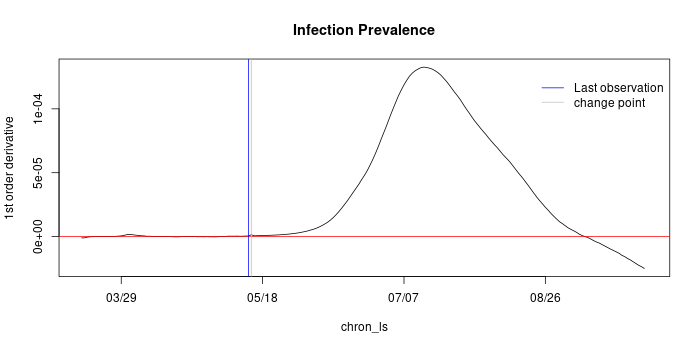 Infection Prevalence
1st order derivative
1e-04
5e-05
0e+00
Last observation
change point
03/29 05/18 07/07 08/26
chron_ls